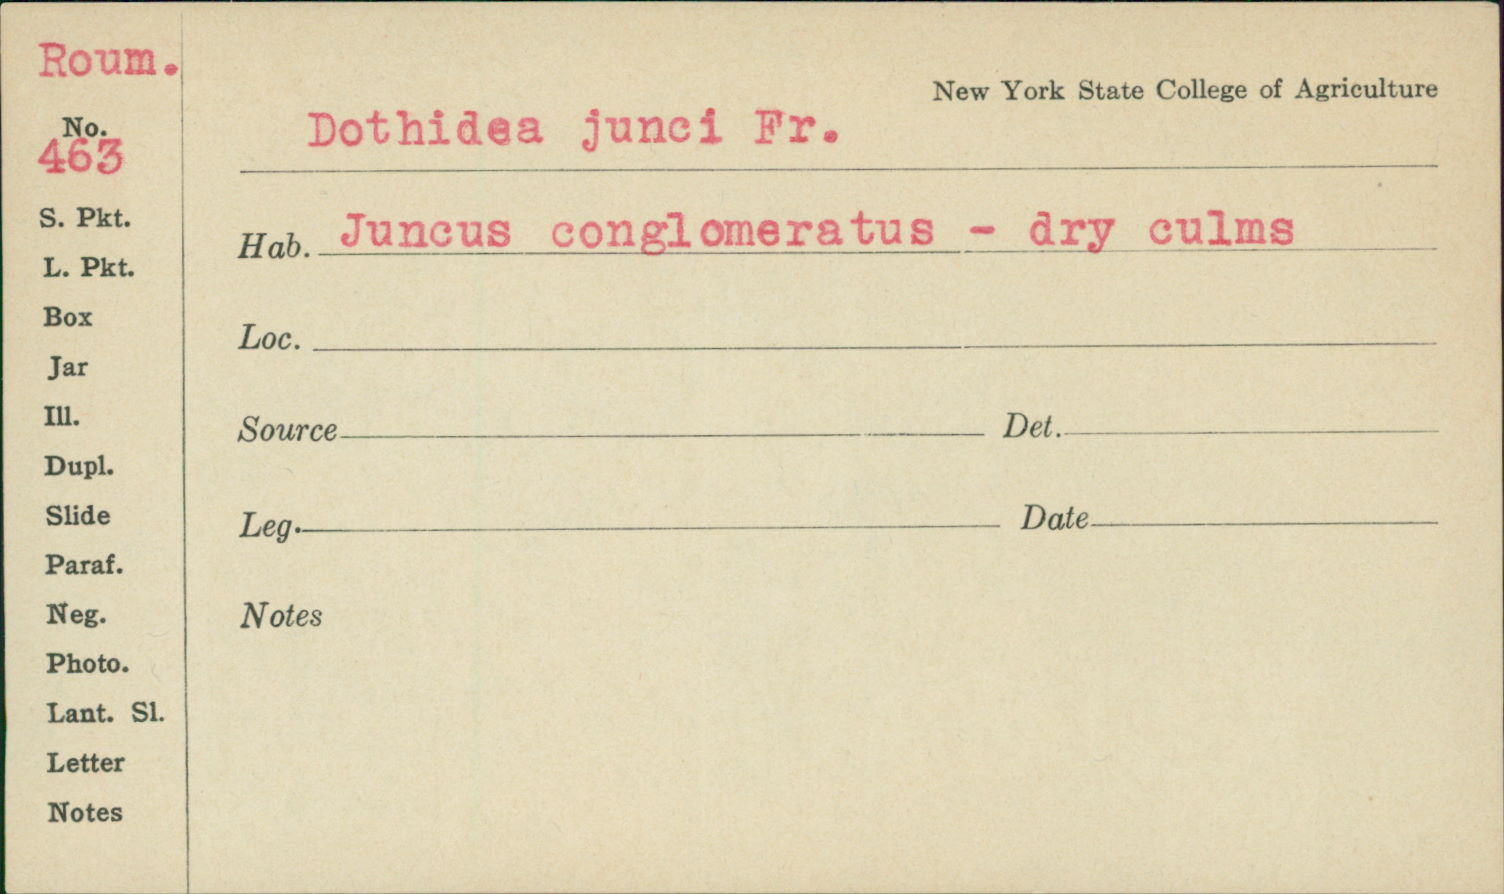 Roum.
No.
463
S. Pkt.
L. Pkt.
Box
Jar
Ill.
Dupl.
Slide
Paraf.
Neg.
Photo.
Lant. Sl.
Letter
Notes
New York State College of Agriculture
Dothidea junci Fr.
Hab. Juncus conglomeratus - dry culms
Loc.
Source Det.
Leg. Date
Notes